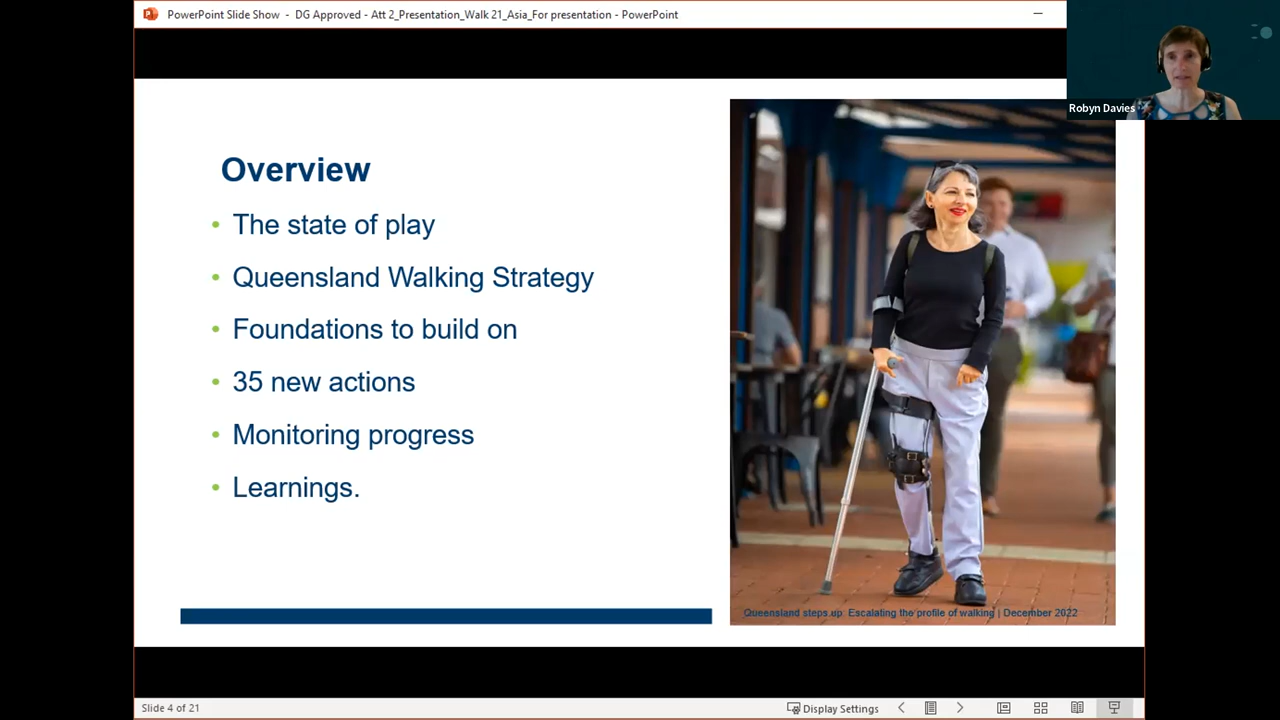 PowerPoint Slide Show - DG Approved - Att 2_Presentation_Walk 21_Asia_For presentation - PowerPoint
Robyn Davies
Overview
• The state of play
• Queensland Walking Strategy
• Foundations to build on
• 35 new actions
• Monitoring progress
• Learnings.
Queensland steps up: Escalating the profile of walking | December 2022
Slide 4 of 21
Display Settings